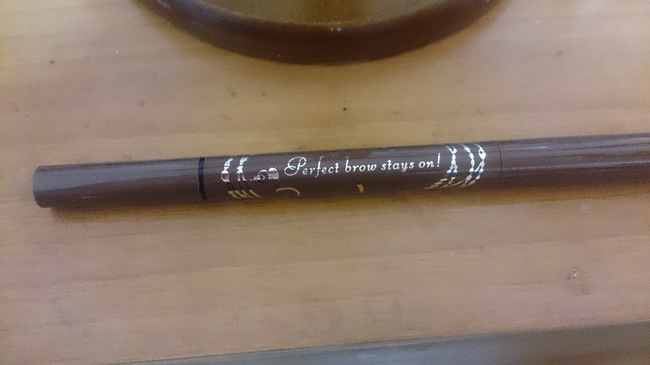 Perfect brow stays on!